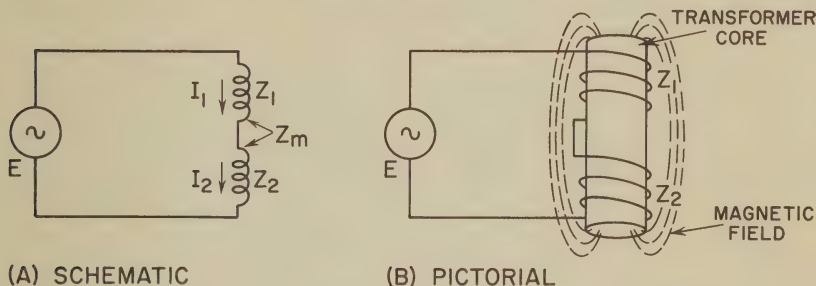 I₁
Z₁
Zₘ
E
I₂
Z₂
(A) SCHEMATIC
TRANSFORMER
CORE
Z₁
E
Z₂
MAGNETIC
FIELD
(B) PICTORIAL